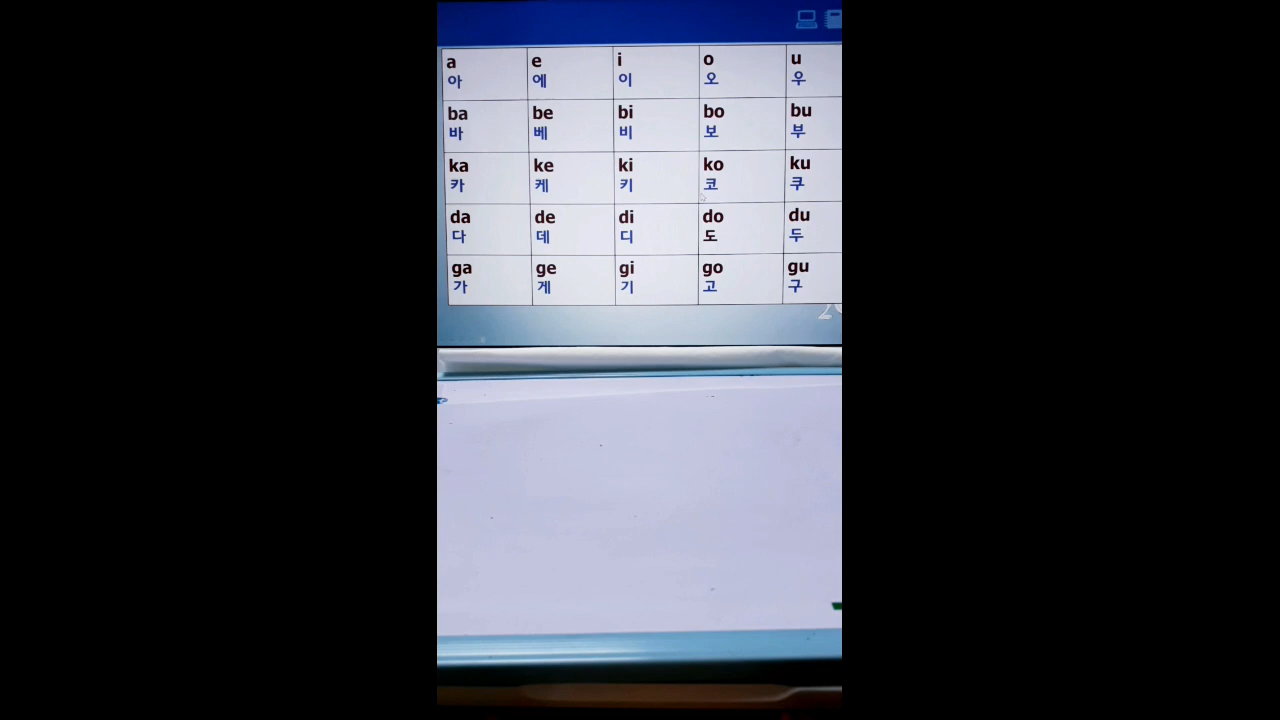 a e i o u
아 에 이 오 우
ba be bi bo bu
바 베 비 보 부
ka ke ki ko ku
카 케 키 코 쿠
da de di do du
다 데 디 도 두
ga ge gi go gu
가 게 기 고 구